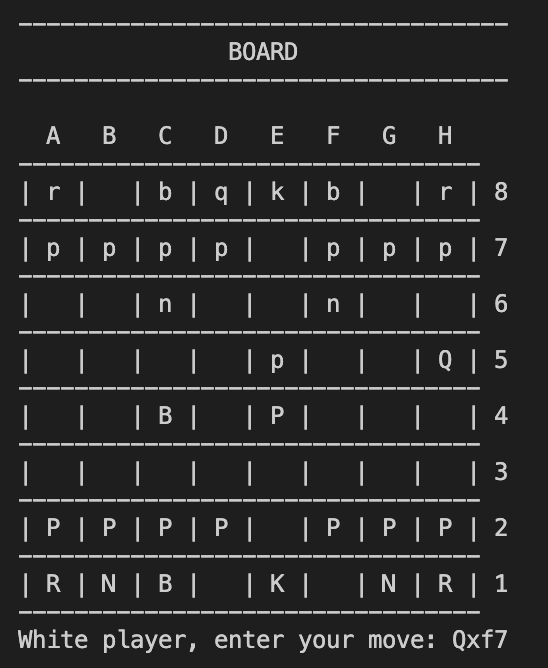 -----------------------------------
BOARD
-----------------------------------
A B C D E F G H
---------------------------------
| r |   | b | q | k | b |   | r | 8
---------------------------------
| p | p | p | p |   | p | p | p | 7
---------------------------------
|   |   | n |   |   | n |   |   | 6
---------------------------------
|   |   |   |   | p |   |   | Q | 5
---------------------------------
|   |   | B |   | P |   |   |   | 4
---------------------------------
|   |   |   |   |   |   |   |   | 3
---------------------------------
| P | P | P | P |   | P | P | P | 2
---------------------------------
| R | N | B |   | K |   | N | R | 1
---------------------------------
White player, enter your move: Qxf7